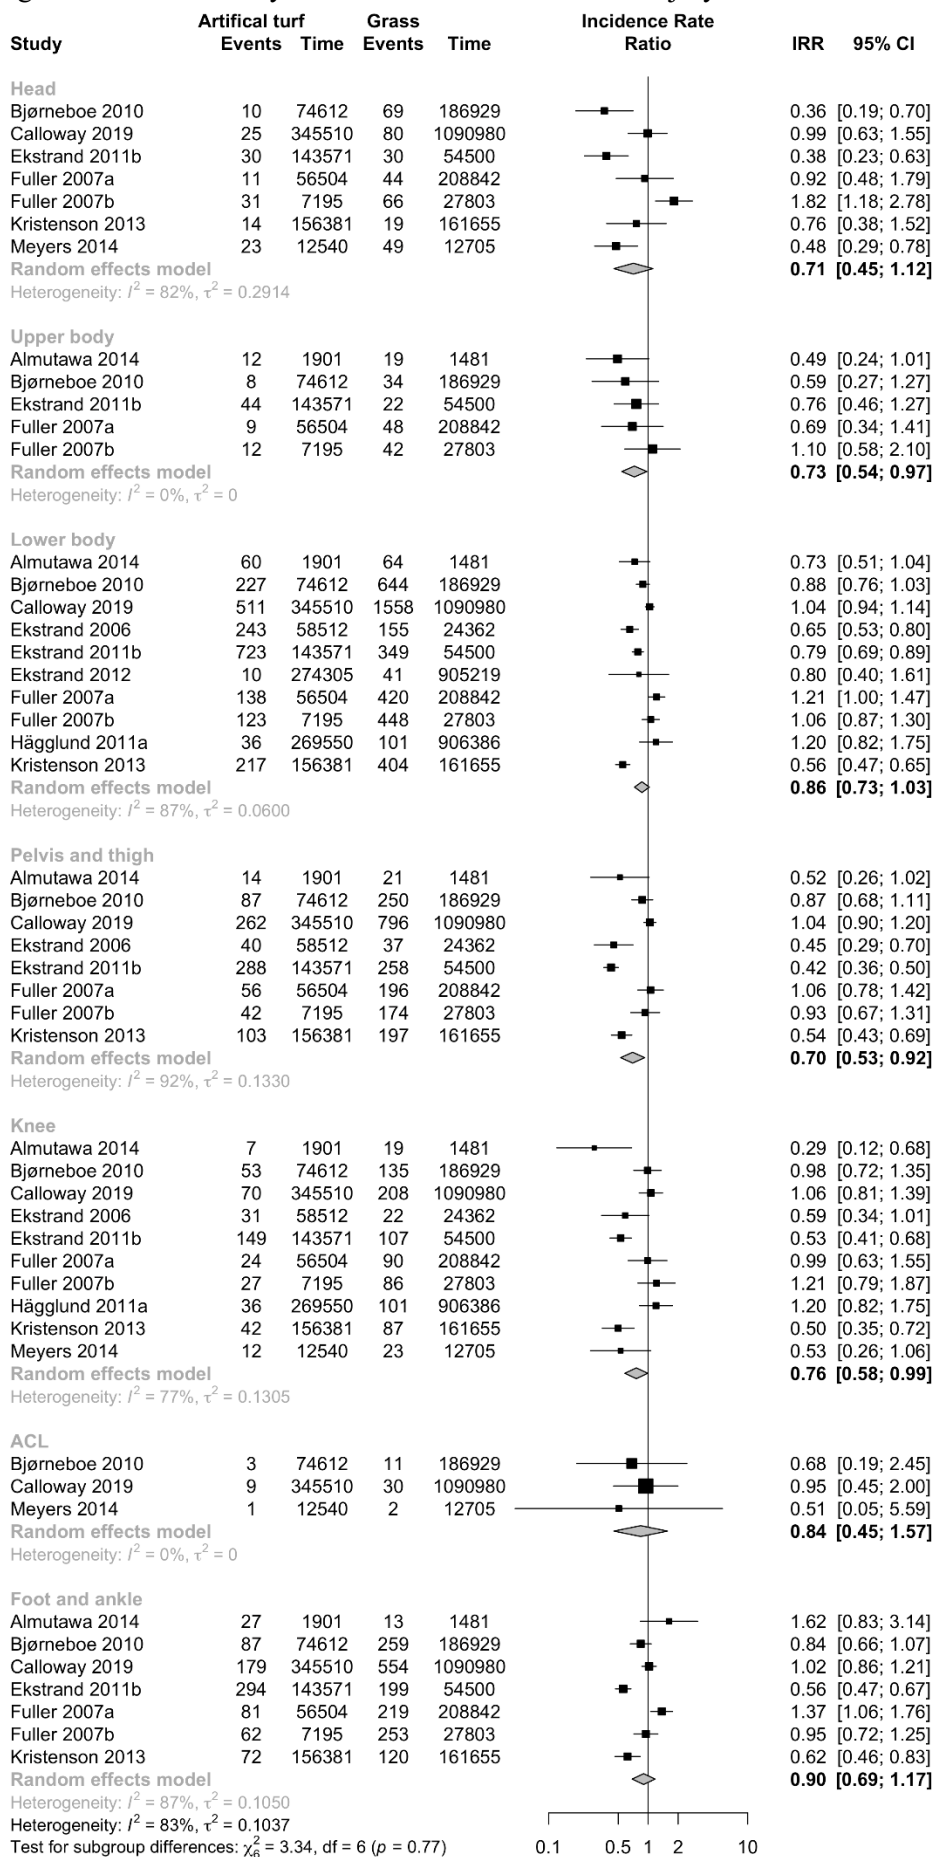 Artifical turf Grass Incidence Rate
Study Events Time Events Time Ratio IRR 95% CI
Head
Bjørneboe 2010 10 74612 69 186929 0.36 [0.19; 0.70]
Calloway 2019 25 345510 80 1090980 0.99 [0.63; 1.55]
Ekstrand 2011b 30 143571 30 54500 0.38 [0.23; 0.63]
Fuller 2007a 11 56504 44 208842 0.92 [0.48; 1.79]
Fuller 2007b 31 7195 66 27803 1.82 [1.18; 2.78]
Kristenson 2013 14 156381 19 161655 0.76 [0.38; 1.52]
Meyers 2014 23 12540 49 12705 0.48 [0.29; 0.78]
Random effects model 0.71 [0.45; 1.12]
Heterogeneity: I² = 82%, τ² = 0.2914
Upper body
Almutawa 2014 12 1901 19 1481 0.49 [0.24; 1.01]
Bjørneboe 2010 8 74612 34 186929 0.59 [0.27; 1.27]
Ekstrand 2011b 44 143571 22 54500 0.76 [0.46; 1.27]
Fuller 2007a 9 56504 48 208842 0.69 [0.34; 1.41]
Fuller 2007b 12 7195 42 27803 1.10 [0.58; 2.10]
Random effects model 0.73 [0.54; 0.97]
Heterogeneity: I² = 0%, τ² = 0
Lower body
Almutawa 2014 60 1901 64 1481 0.73 [0.51; 1.04]
Bjørneboe 2010 227 74612 644 186929 0.88 [0.76; 1.03]
Calloway 2019 511 345510 1558 1090980 1.04 [0.94; 1.14]
Ekstrand 2006 243 58512 155 24362 0.65 [0.53; 0.80]
Ekstrand 2011b 723 143571 349 54500 0.79 [0.69; 0.89]
Ekstrand 2012 10 274305 41 905219 0.80 [0.40; 1.61]
Fuller 2007a 138 56504 420 208842 1.21 [1.00; 1.47]
Fuller 2007b 123 7195 448 27803 1.06 [0.87; 1.30]
Hägglund 2011a 36 269550 101 906386 1.20 [0.82; 1.75]
Kristenson 2013 217 156381 404 161655 0.56 [0.47; 0.65]
Random effects model 0.86 [0.73; 1.03]
Heterogeneity: I² = 87%, τ² = 0.0600
Pelvis and thigh
Almutawa 2014 14 1901 21 1481 0.52 [0.26; 1.02]
Bjørneboe 2010 87 74612 250 186929 0.87 [0.68; 1.11]
Calloway 2019 262 345510 796 1090980 1.04 [0.90; 1.20]
Ekstrand 2006 40 58512 37 24362 0.45 [0.29; 0.70]
Ekstrand 2011b 288 143571 258 54500 0.42 [0.36; 0.50]
Fuller 2007a 56 56504 196 208842 1.06 [0.78; 1.42]
Fuller 2007b 42 7195 174 27803 0.93 [0.67; 1.31]
Kristenson 2013 103 156381 197 161655 0.54 [0.43; 0.69]
Random effects model 0.70 [0.53; 0.92]
Heterogeneity: I² = 92%, τ² = 0.1330
Knee
Almutawa 2014 7 1901 19 1481 0.29 [0.12; 0.68]
Bjørneboe 2010 53 74612 135 186929 0.98 [0.72; 1.35]
Calloway 2019 70 345510 208 1090980 1.06 [0.81; 1.39]
Ekstrand 2006 31 58512 22 24362 0.59 [0.34; 1.01]
Ekstrand 2011b 149 143571 107 54500 0.53 [0.41; 0.68]
Fuller 2007a 24 56504 90 208842 0.99 [0.63; 1.55]
Fuller 2007b 27 7195 86 27803 1.21 [0.79; 1.87]
Hägglund 2011a 36 269550 101 906386 1.20 [0.82; 1.75]
Kristenson 2013 42 156381 87 161655 0.50 [0.35; 0.72]
Meyers 2014 12 12540 23 12705 0.53 [0.26; 1.06]
Random effects model 0.76 [0.58; 0.99]
Heterogeneity: I² = 77%, τ² = 0.1305
ACL
Bjørneboe 2010 3 74612 11 186929 0.68 [0.19; 2.45]
Calloway 2019 9 345510 30 1090980 0.95 [0.45; 2.00]
Meyers 2014 1 12540 2 12705 0.51 [0.05; 5.59]
Random effects model 0.84 [0.45; 1.57]
Heterogeneity: I² = 0%, τ² = 0
Foot and ankle
Almutawa 2014 27 1901 13 1481 1.62 [0.83; 3.14]
Bjørneboe 2010 87 74612 259 186929 0.84 [0.66; 1.07]
Calloway 2019 179 345510 554 1090980 1.02 [0.86; 1.21]
Ekstrand 2011b 294 143571 199 54500 0.56 [0.47; 0.67]
Fuller 2007a 81 56504 219 208842 1.37 [1.06; 1.76]
Fuller 2007b 62 7195 253 27803 0.95 [0.72; 1.25]
Kristenson 2013 72 156381 120 161655 0.62 [0.46; 0.83]
Random effects model 0.90 [0.69; 1.17]
Heterogeneity: I² = 87%, τ² = 0.1050
Heterogeneity: I² = 83%, τ² = 0.1037
Test for subgroup differences: χ²₆ = 3.34, df = 6 (p = 0.77) 0.1 0.5 1 2 10